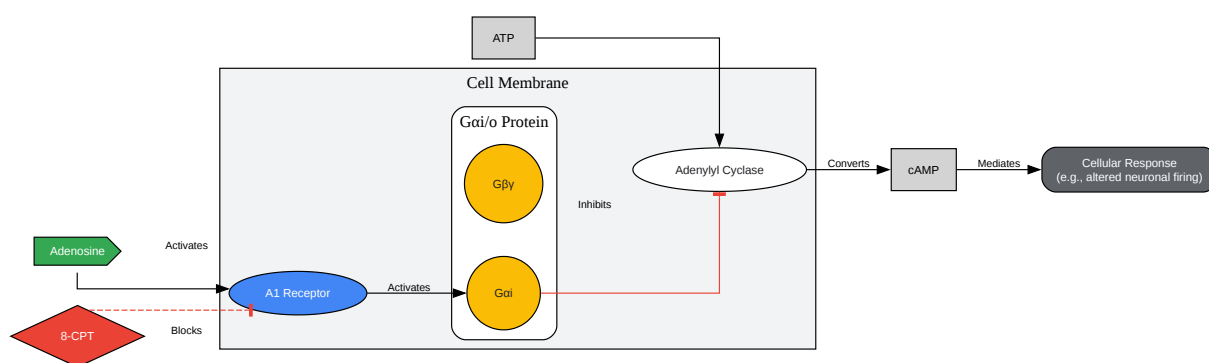 ATP
Cell Membrane
Gαi/o Protein
Gβγ
Adenylyl Cyclase
Converts
cAMP
Mediates
Cellular Response
(e.g., altered neuronal firing)
Inhibits
Adenosine
Activates
A1 Receptor
Activates
Gαi
8-CPT
Blocks